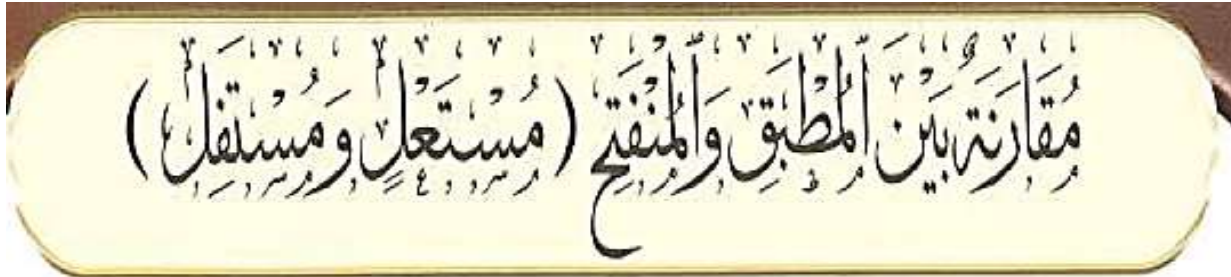 مُقَارَنَةٌ بَيْنَ ٱلْمُطْبَقِ وَٱلْمُنْفَتِحِ ( مُسْتَعْلٍ وَمُسْتَفِلٍ )